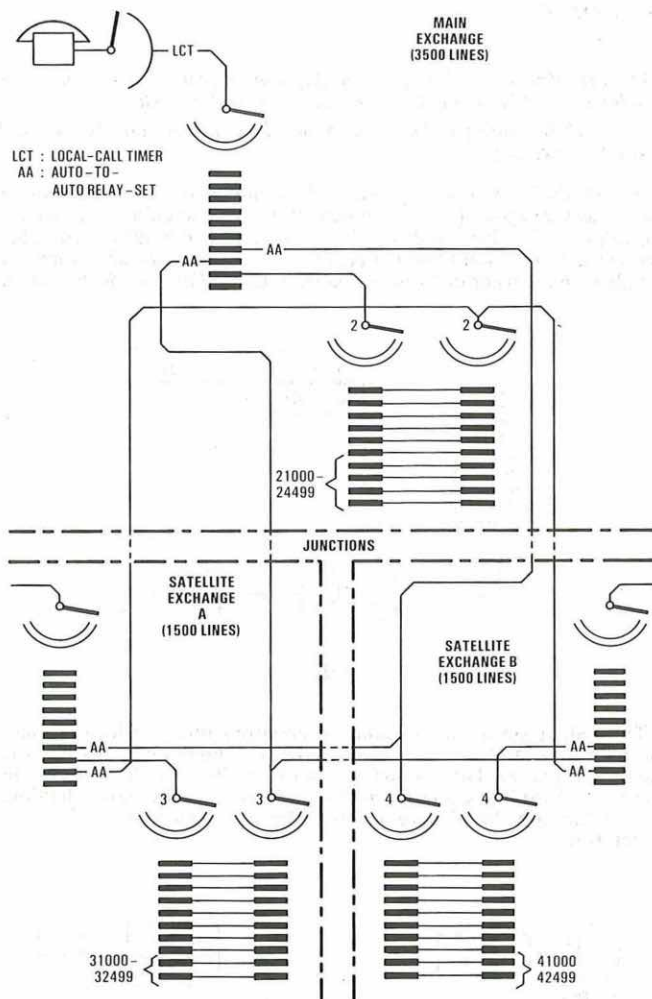 MAIN
EXCHANGE
(3500 LINES)
LCT
LCT : LOCAL-CALL TIMER
AA : AUTO-TO-
AUTO RELAY-SET
AA
AA
2
2
21000-
24499
JUNCTIONS
SATELLITE
EXCHANGE
A
(1500 LINES)
SATELLITE
EXCHANGE B
(1500 LINES)
AA
AA
AA
AA
3
3
4
4
31000-
32499
41000
42499